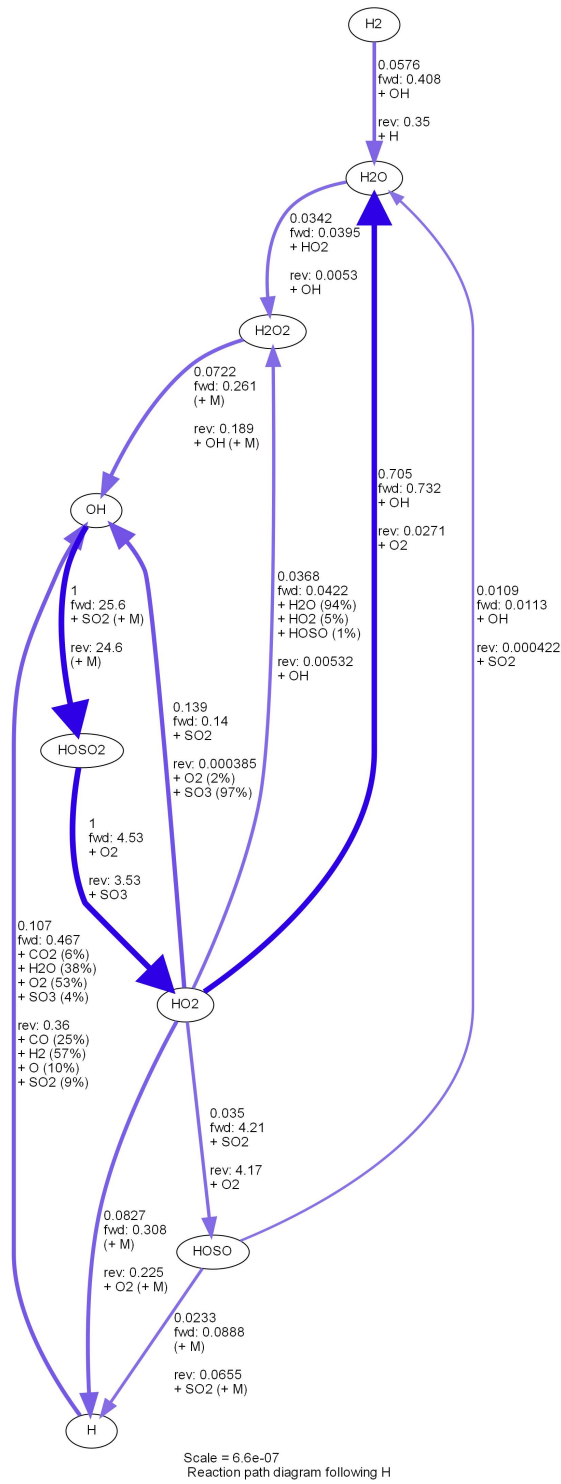 H2
0.0576
fwd: 0.408
+ OH
rev: 0.35
+ H
H2O
0.0342
fwd: 0.0395
+ HO2
rev: 0.0053
+ OH
H2O2
0.0722
fwd: 0.261
(+ M)
rev: 0.189
+ OH (+ M)
OH
0.705
fwd: 0.732
+ OH
rev: 0.0271
+ O2
1
fwd: 25.6
+ SO2 (+ M)
rev: 24.6
(+ M)
0.0368
fwd: 0.0422
+ H2O (94%)
+ HO2 (5%)
+ HOSO (1%)
rev: 0.00532
+ OH
0.0109
fwd: 0.0113
+ OH
rev: 0.000422
+ SO2
HOSO2
0.139
fwd: 0.14
+ SO2
rev: 0.000385
+ O2 (2%)
+ SO3 (97%)
1
fwd: 4.53
+ O2
rev: 3.53
+ SO3
0.107
fwd: 0.467
+ CO2 (6%)
+ H2O (38%)
+ O2 (53%)
+ SO3 (4%)
rev: 0.36
+ CO (25%)
+ H2 (57%)
+ O (10%)
+ SO2 (9%)
HO2
0.035
fwd: 4.21
+ SO2
rev: 4.17
+ O2
0.0827
fwd: 0.308
(+ M)
rev: 0.225
+ O2 (+ M)
HOSO
0.0233
fwd: 0.0888
(+ M)
rev: 0.0655
+ SO2 (+ M)
H
Scale = 6.6e-07
Reaction path diagram following H